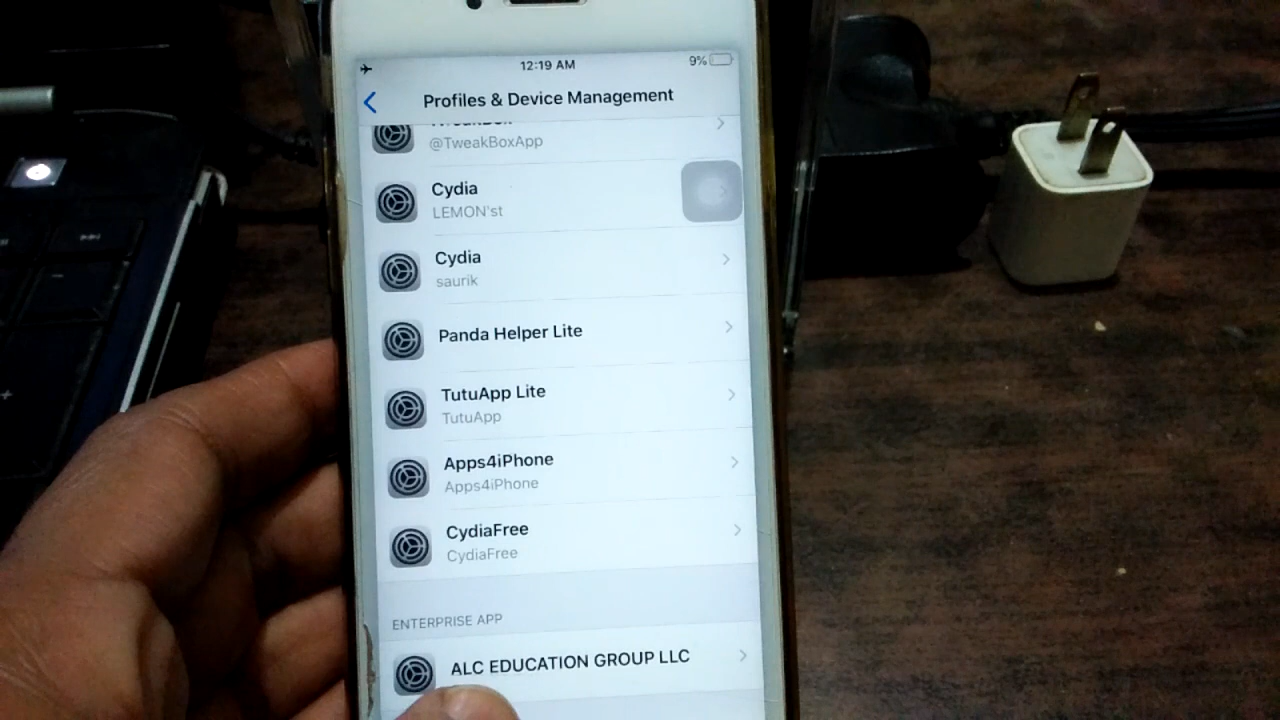 12:19 AM
9%
Profiles & Device Management
TweakBox
@TweakBoxApp
Cydia
LEMON'st
Cydia
saurik
Panda Helper Lite
TutuApp Lite
TutuApp
Apps4iPhone
Apps4iPhone
CydiaFree
CydiaFree
ENTERPRISE APP
ALC EDUCATION GROUP LLC